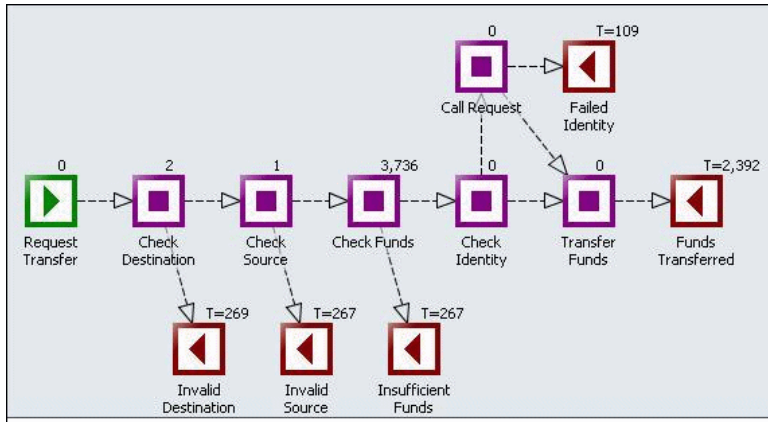 0
T=109
Call Request
Failed
Identity
0
2
1
3,736
0
0
T=2,392
Request
Transfer
Check
Destination
Check
Source
Check Funds
Check
Identity
Transfer
Funds
Funds
Transferred
T=269
T=267
T=267
Invalid
Destination
Invalid
Source
Insufficient
Funds